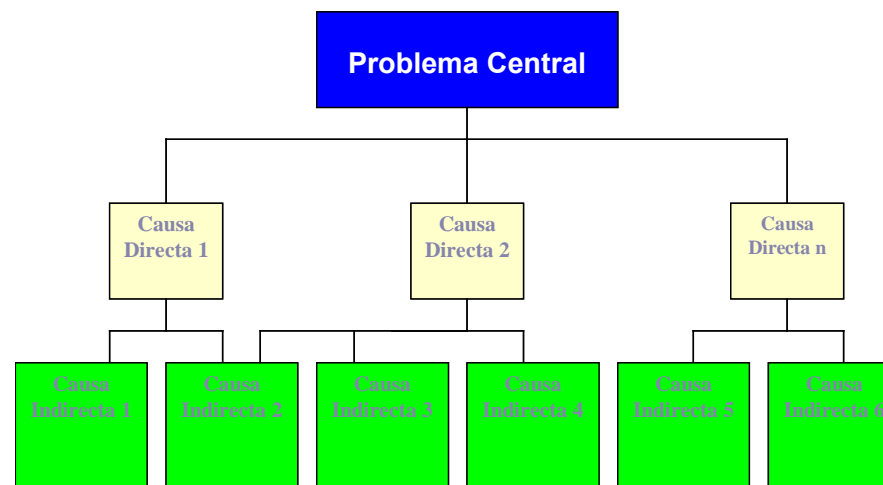 Problema Central
Causa
Directa 1
Causa
Directa 2
Causa
Directa n
Causa
Indirecta 1
Causa
Indirecta 2
Causa
Indirecta 3
Causa
Indirecta 4
Causa
Indirecta 5
Causa
Indirecta 6